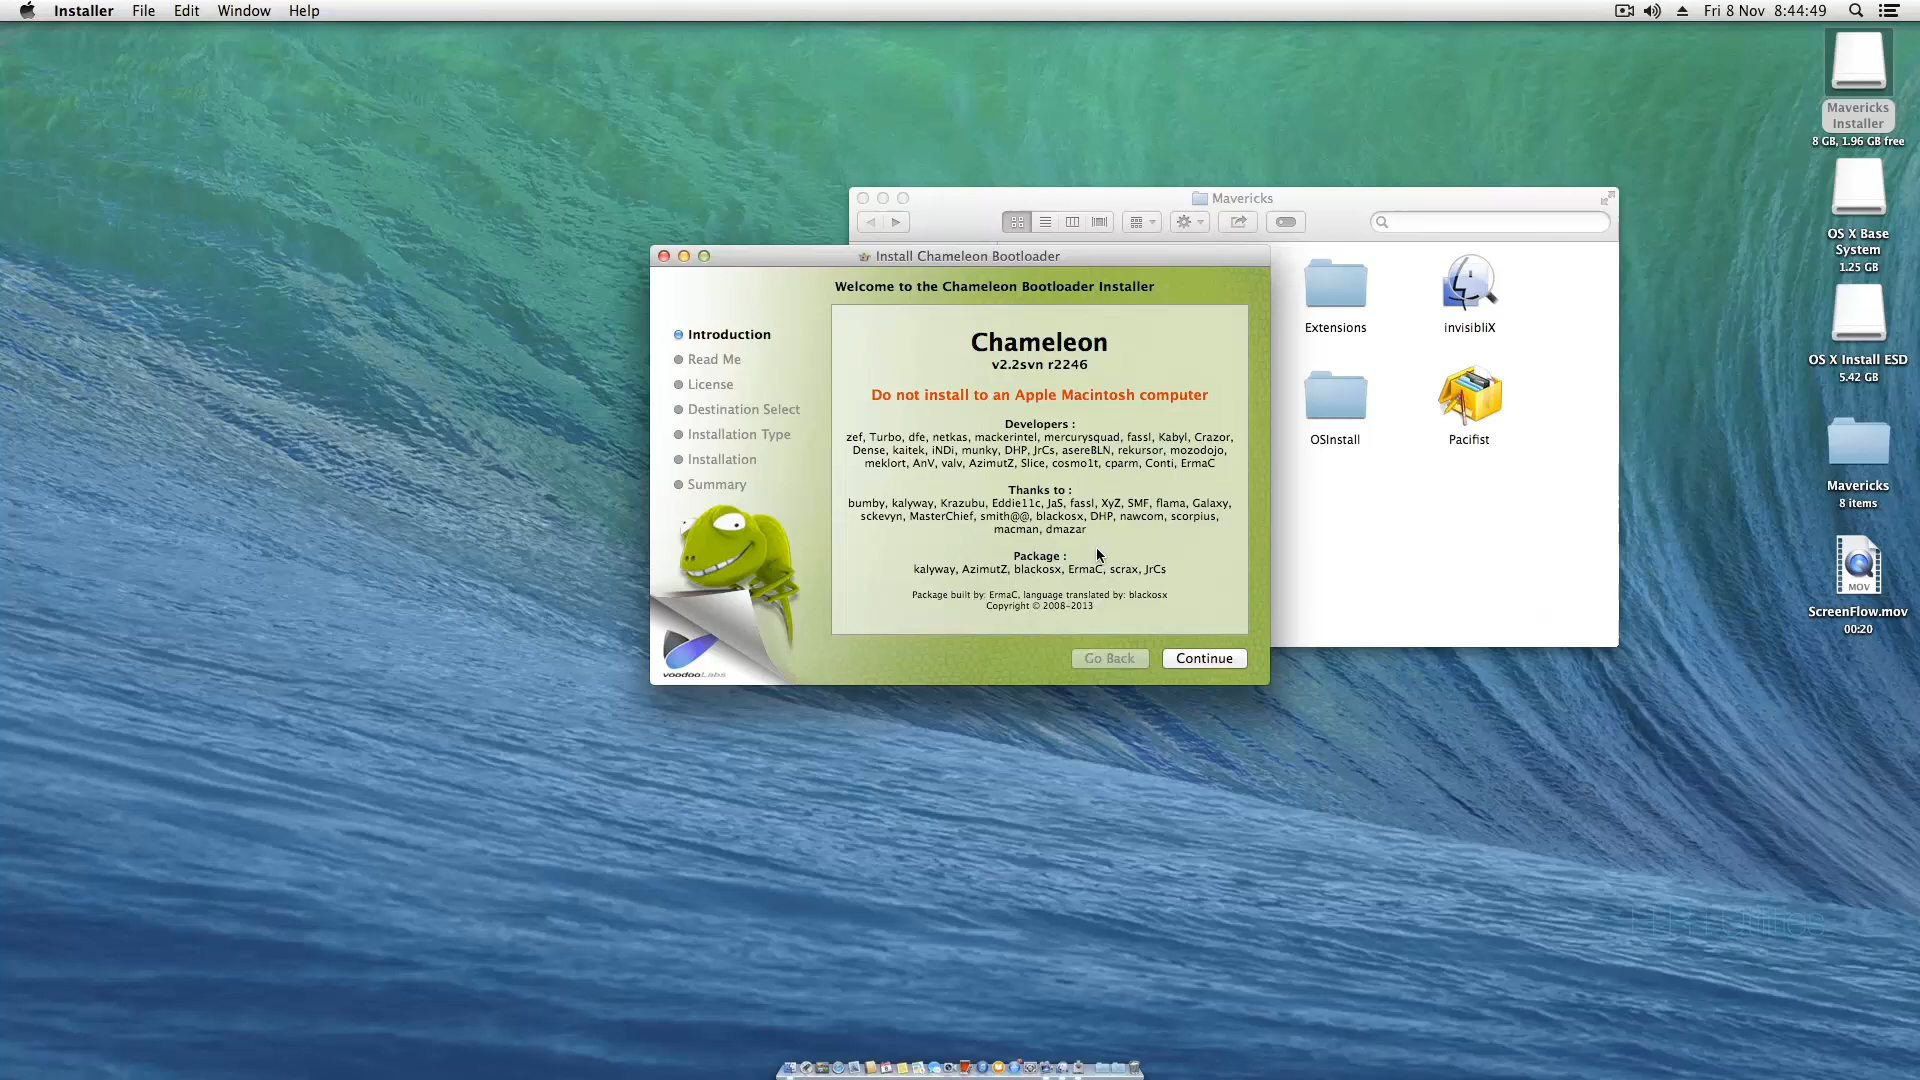 Installer File Edit Window Help
Fri 8 Nov 8:44:49
Mavericks
Installer
8 GB, 1.96 GB free
OS X Base
System
1.25 GB
OS X Install ESD
5.42 GB
Mavericks
8 items
MOV
ScreenFlow.mov
00:20
Mavericks
Extensions
invisibliX
OSInstall
Pacifist
Install Chameleon Bootloader
Welcome to the Chameleon Bootloader Installer
Introduction
Read Me
License
Destination Select
Installation Type
Installation
Summary
voodooLabs
Chameleon
v2.2svn r2246
Do not install to an Apple Macintosh computer
Developers :
zef, Turbo, dfe, netkas, mackerintel, mercurysquad, fassl, Kabyl, Crazor,
Dense, kaitek, iNDi, munky, DHP, JrCs, asereBLN, rekursor, mozodojo,
meklort, AnV, valv, AzimutZ, Slice, cosmo1t, cparm, Conti, ErmaC
Thanks to :
bumby, kalyway, Krazubu, Eddie11c, JaS, fassl, XyZ, SMF, flama, Galaxy,
sckevyn, MasterChief, smith@@, blackosx, DHP, nawcom, scorpius,
macman, dmazar
Package :
kalyway, AzimutZ, blackosx, ErmaC, scrax, JrCs
Package built by: ErmaC, language translated by: blackosx
Copyright © 2008-2013
Go Back
Continue